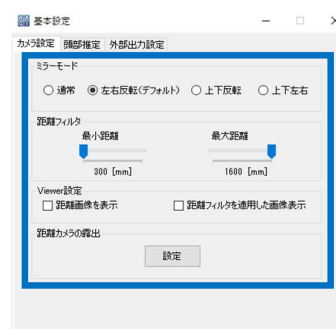 基本設定
カメラ設定 頭部推定 外部出力設定
ミラーモード
通常 左右反転(デフォルト) 上下反転 上下左右
距離フィルタ
最小距離 最大距離
300 [mm] 1600 [mm]
Viewer設定
距離画像を表示 距離フィルタを適用した画像表示
距離カメラの露出
設定